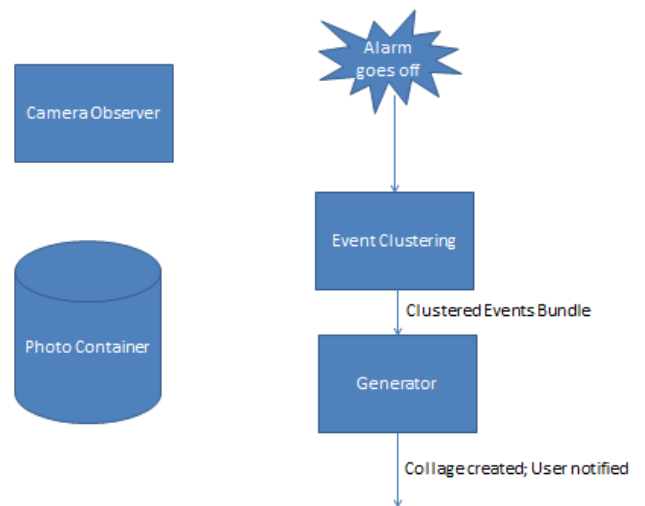 Alarm
goes off
Camera Observer
Event Clustering
Clustered Events Bundle
Photo Container
Generator
Collage created; User notified